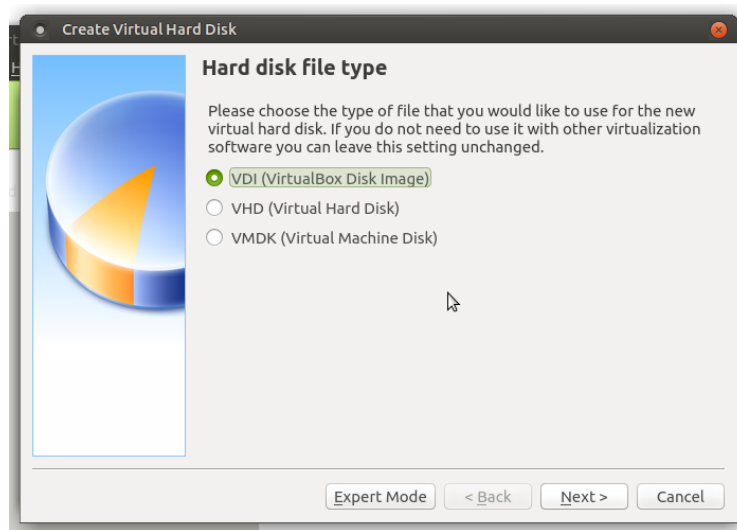 Create Virtual Hard Disk
Hard disk file type
Please choose the type of file that you would like to use for the new
virtual hard disk. If you do not need to use it with other virtualization
software you can leave this setting unchanged.
VDI (VirtualBox Disk Image)
VHD (Virtual Hard Disk)
VMDK (Virtual Machine Disk)
Expert Mode
< Back
Next >
Cancel